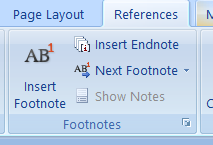 Page Layout References M
AB1 Insert Endnote
AB1 Next Footnote
Insert Footnote Show Notes
Footnotes